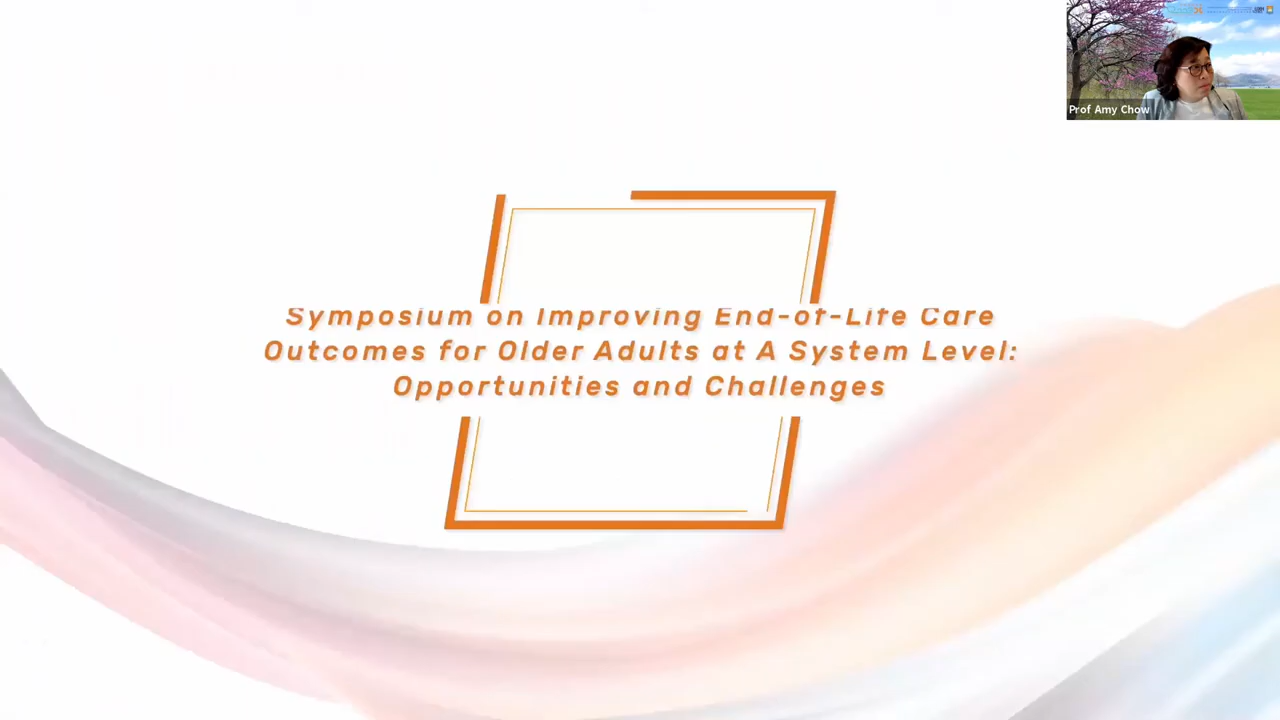 Prof Amy Chow
Symposium on Improving End-of-Life Care
Outcomes for Older Adults at A System Level:
Opportunities and Challenges